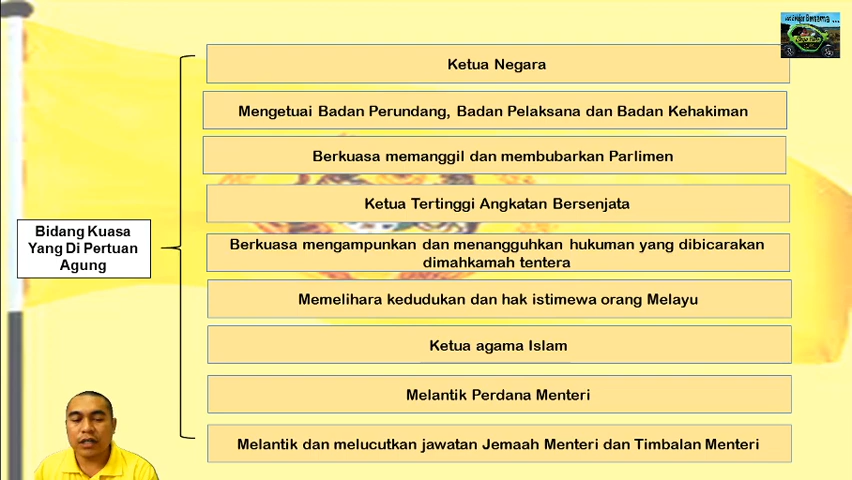 Ketua Negara
Mengetuai Badan Perundang, Badan Pelaksana dan Badan Kehakiman
Berkuasa memanggil dan membubarkan Parlimen
Ketua Tertinggi Angkatan Bersenjata
Bidang Kuasa
Yang Di Pertuan
Agung
Berkuasa mengampunkan dan menangguhkan hukuman yang dibicarakan
dimahkamah tentera
Memelihara kedudukan dan hak istimewa orang Melayu
Ketua agama Islam
Melantik Perdana Menteri
Melantik dan melucutkan jawatan Jemaah Menteri dan Timbalan Menteri